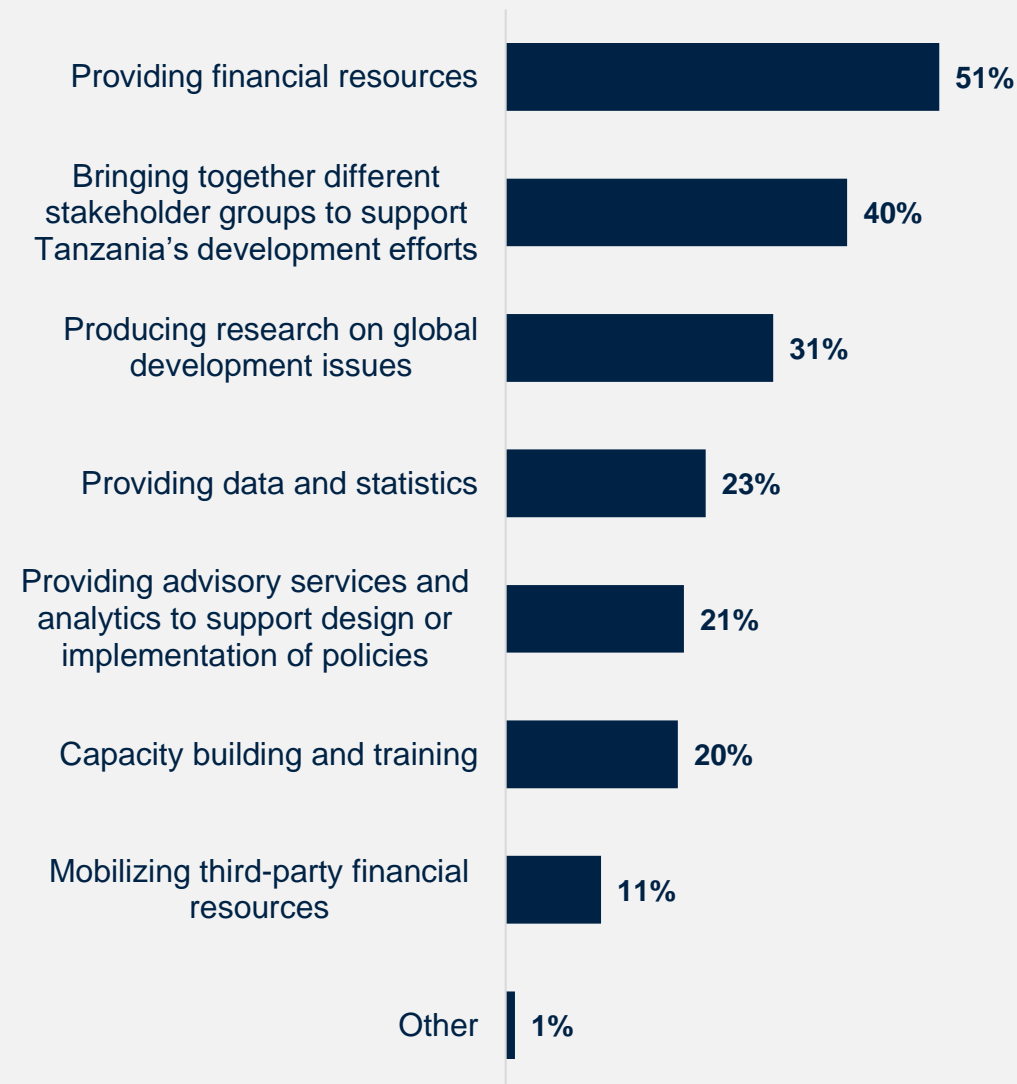 Providing financial resources 51%
Bringing together different
stakeholder groups to support 40%
Tanzania’s development efforts
Producing research on global
development issues
31%
Providing data and statistics 23%
Providing advisory services and
analytics to support design or 21%
implementation of policies
Capacity building and training 20%
Mobilizing third-party financial
resources
11%
Other 1%